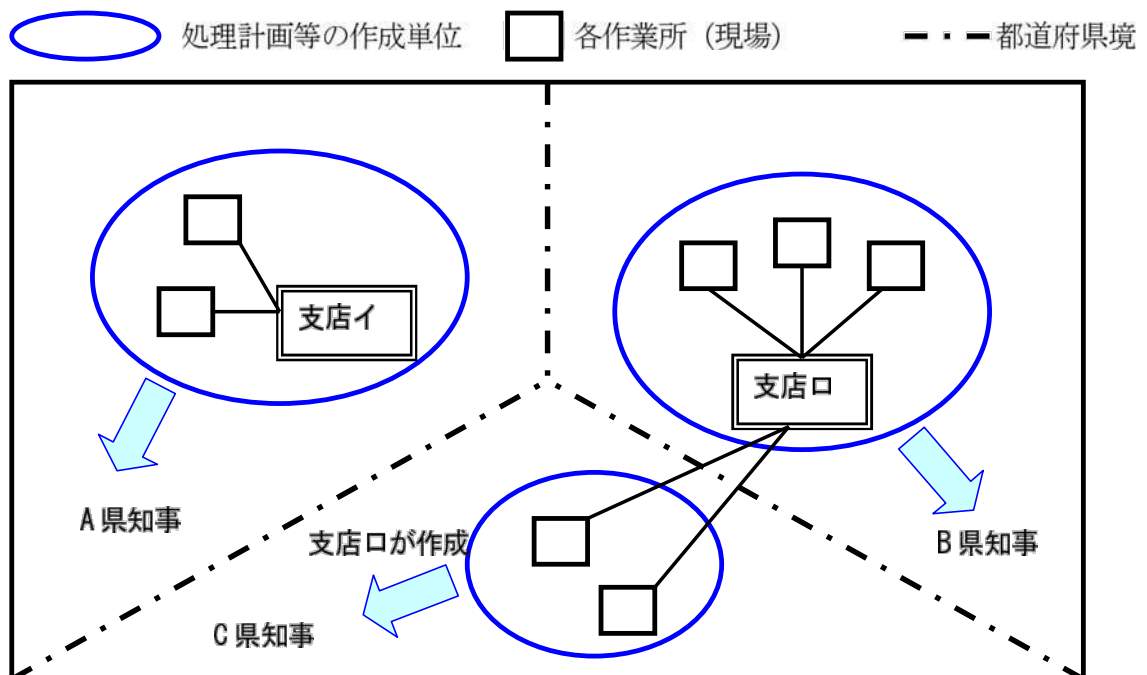 処理計画等の作成単位 各作業所（現場） 都道府県境
支店イ
支店ロ
A県知事
支店ロが作成
B県知事
C県知事